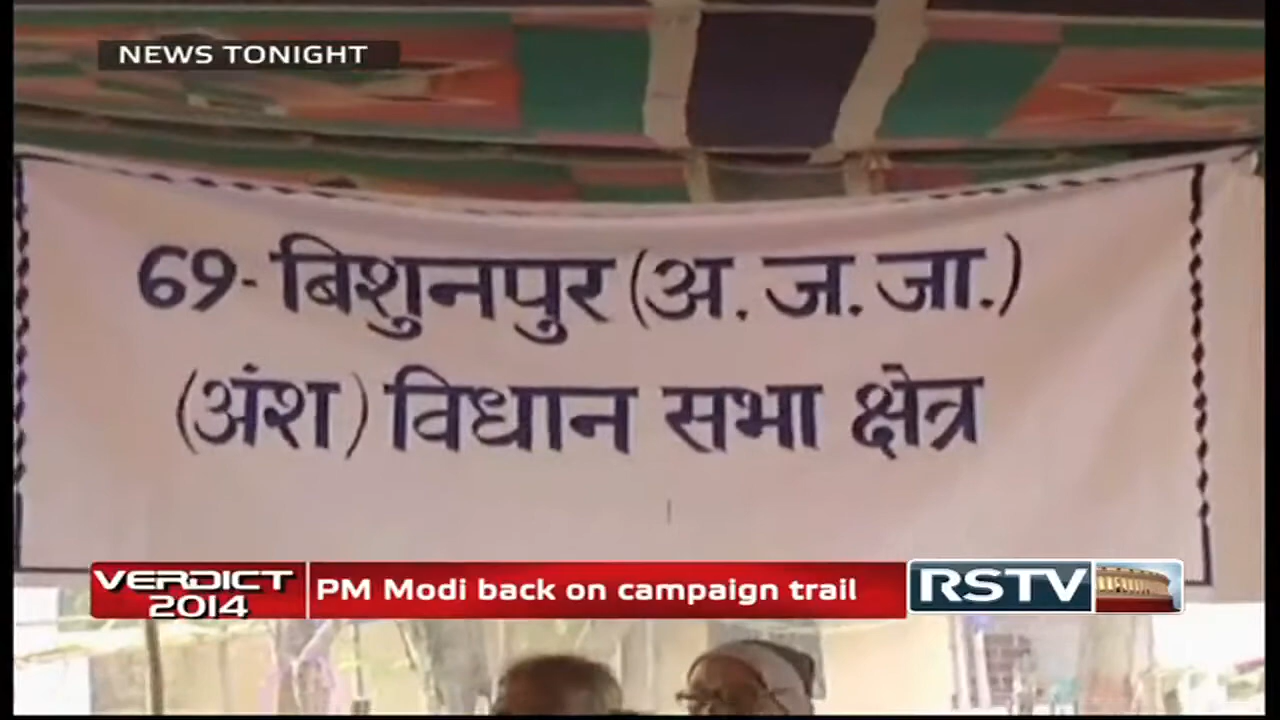 NEWS TONIGHT
69-बिशुनपुर (अ. ज. जा.)
(अंश) विधान सभा क्षेत्र
VERDICT
2014
PM Modi back on campaign trail
RSTV